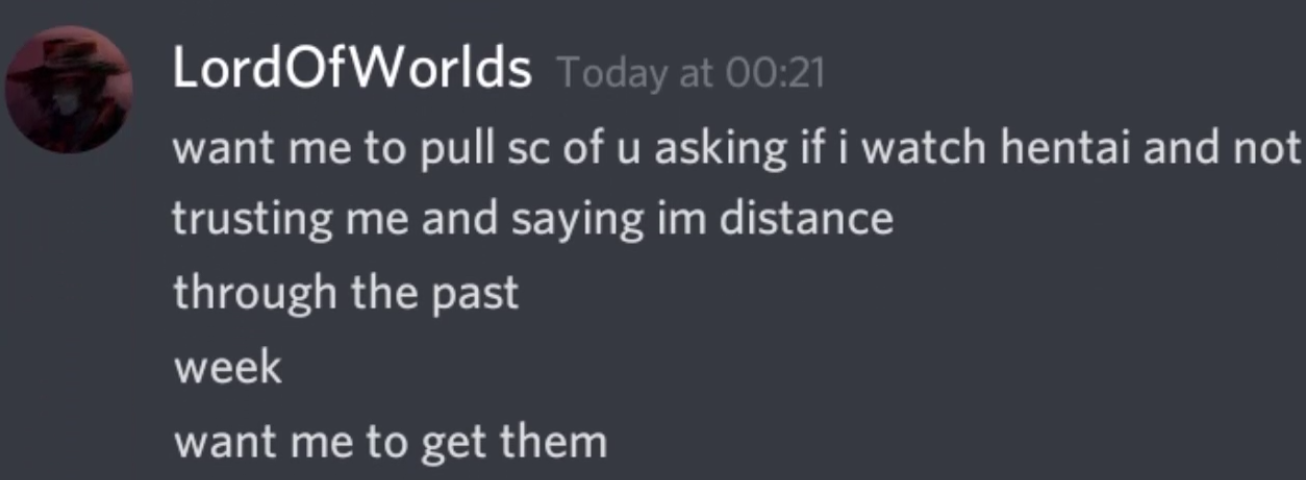 LordOfWorlds Today at 00:21
want me to pull sc of u asking if i watch hentai and not
trusting me and saying im distance
through the past
week
want me to get them